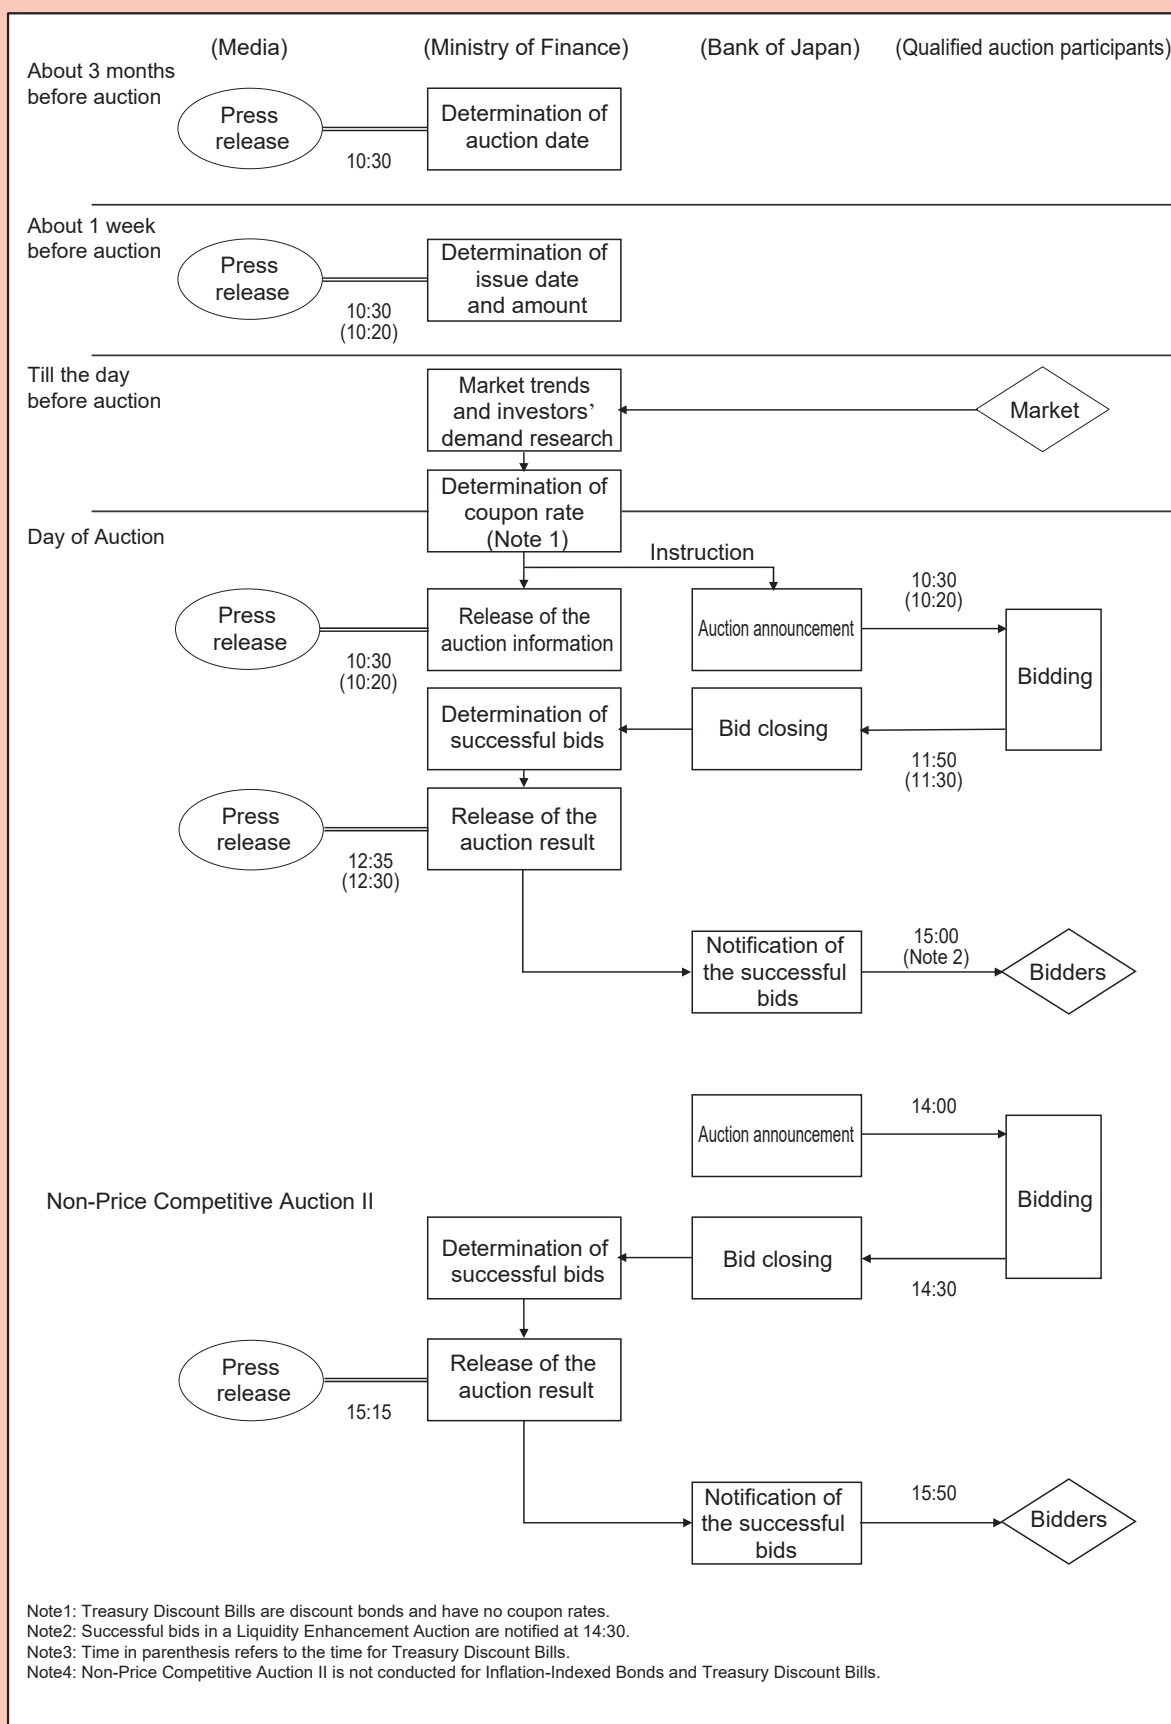 (Media)
(Ministry of Finance)
(Bank of Japan)
(Qualified auction participants)
About 3 months
before auction
Press
release
10:30
Determination of
auction date
About 1 week
before auction
Press
release
10:30
(10:20)
Determination of
issue date
and amount
Till the day
before auction
Market trends
and investors’
demand research
Market
Determination of
coupon rate
(Note 1)
Day of Auction
Instruction
Press
release
10:30
(10:20)
Release of the
auction information
Auction announcement
10:30
(10:20)
Bidding
Determination of
successful bids
Bid closing
11:50
(11:30)
Press
release
12:35
(12:30)
Release of the
auction result
Notification of
the successful
bids
15:00
(Note 2)
Bidders
Auction announcement
14:00
Bidding
Non-Price Competitive Auction II
Determination of
successful bids
Bid closing
14:30
Press
release
15:15
Release of the
auction result
Notification of
the successful
bids
15:50
Bidders
Note1: Treasury Discount Bills are discount bonds and have no coupon rates.
Note2: Successful bids in a Liquidity Enhancement Auction are notified at 14:30.
Note3: Time in parenthesis refers to the time for Treasury Discount Bills.
Note4: Non-Price Competitive Auction II is not conducted for Inflation-Indexed Bonds and Treasury Discount Bills.